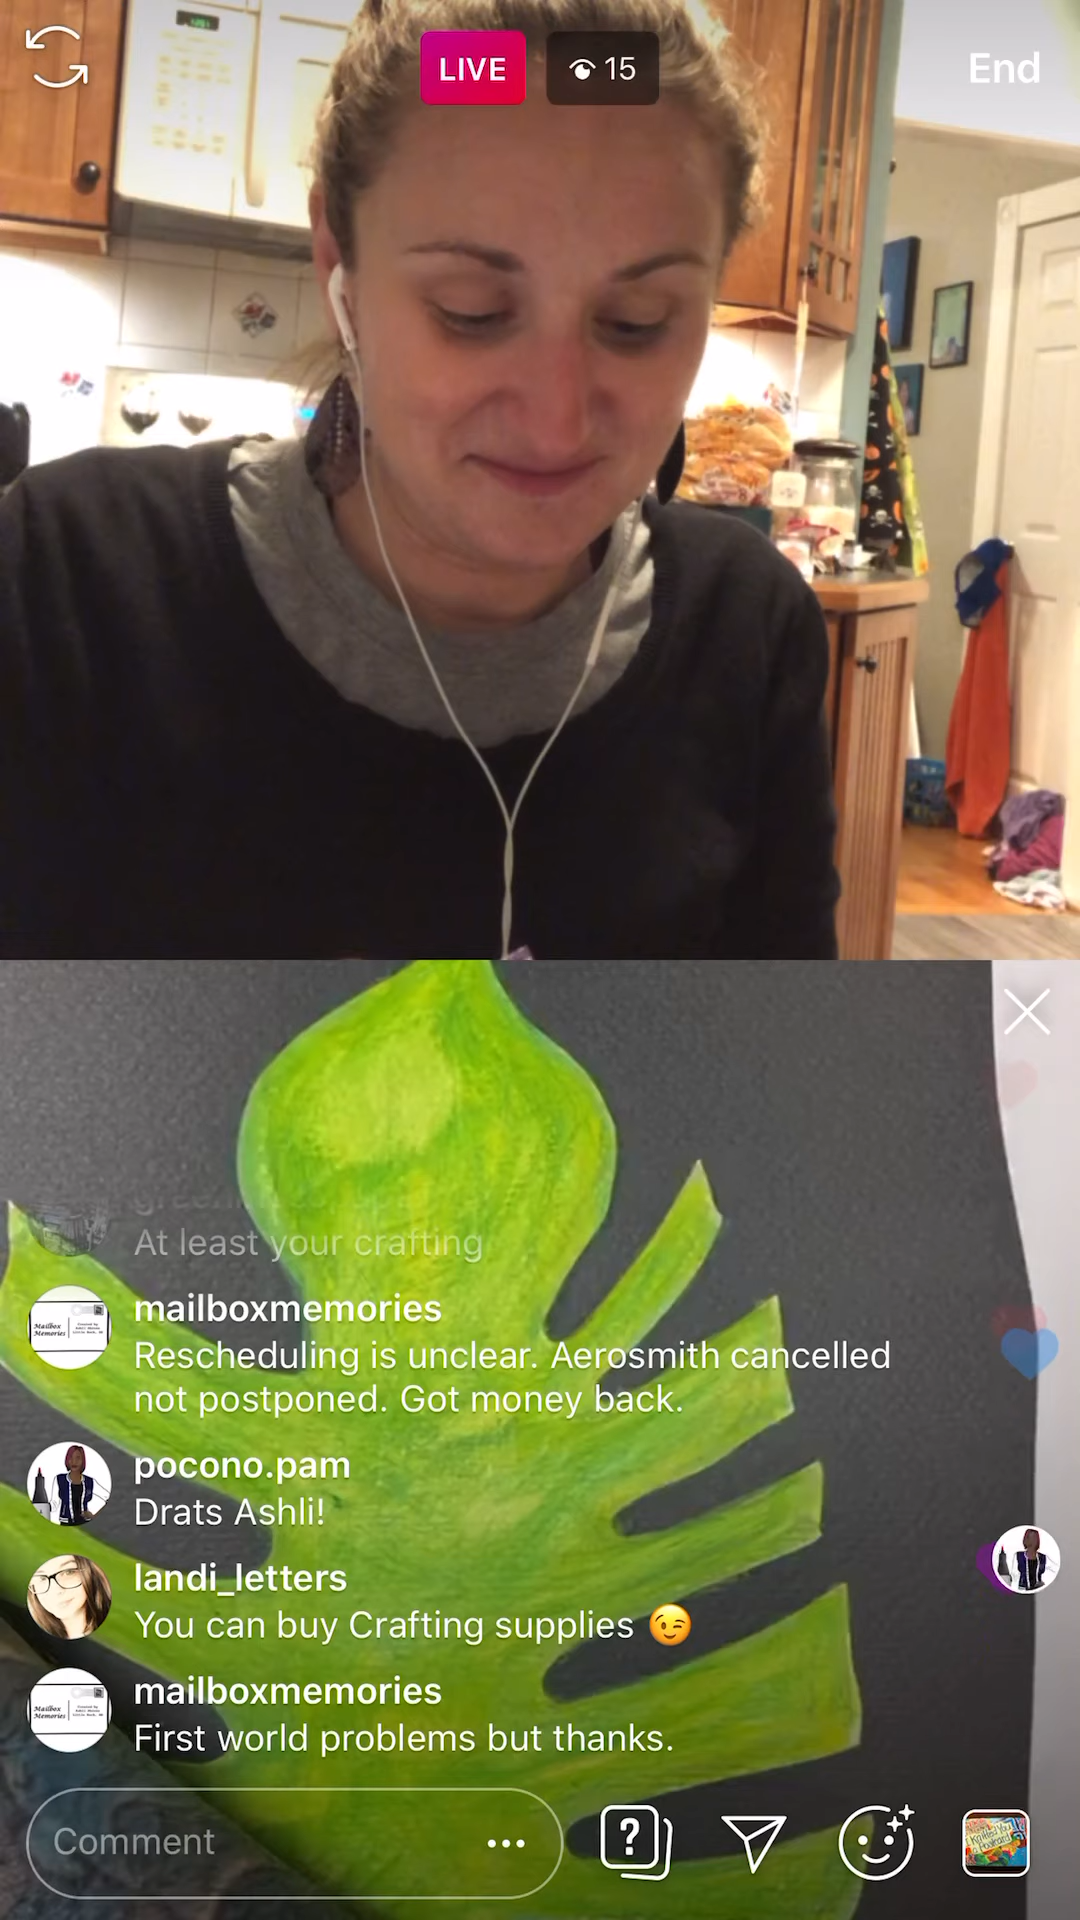 LIVE
15
End
At least your crafting
mailboxmemories
Rescheduling is unclear. Aerosmith cancelled
not postponed. Got money back.
pocono.pam
Drats Ashli!
landi_letters
You can buy Crafting supplies 😉
mailboxmemories
First world problems but thanks.
Comment